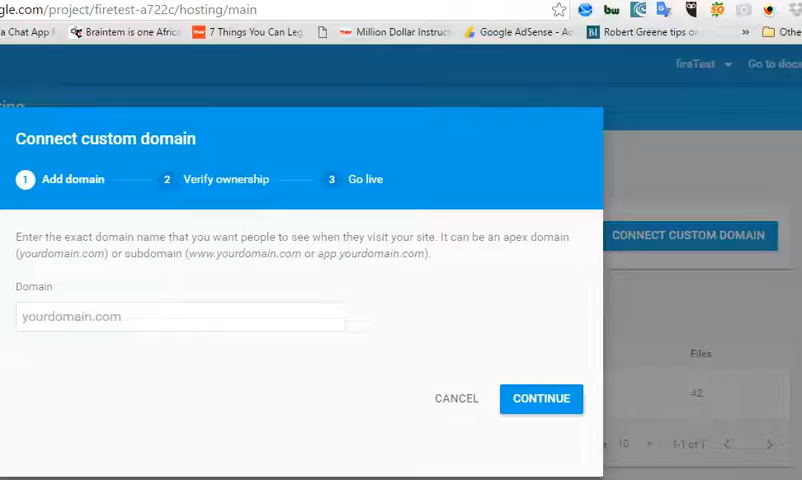 gle.com/project/firetest-a722c/hosting/main
a Chat App f
Braintem is one Africa
7 Things You Can Leg
Million Dollar Instruct
Google AdSense - Ac
Robert Greene tips o
»
Othe
fireTest
Go to docs
ting
Connect custom domain
1 Add domain
2 Verify ownership
3 Go live
Enter the exact domain name that you want people to see when they visit your site. It can be an apex domain
(yourdomain.com) or subdomain (www.yourdomain.com or app.yourdomain.com).
CONNECT CUSTOM DOMAIN
Domain
yourdomain.com
Files
42
CANCEL
CONTINUE
10
1-1 of 1